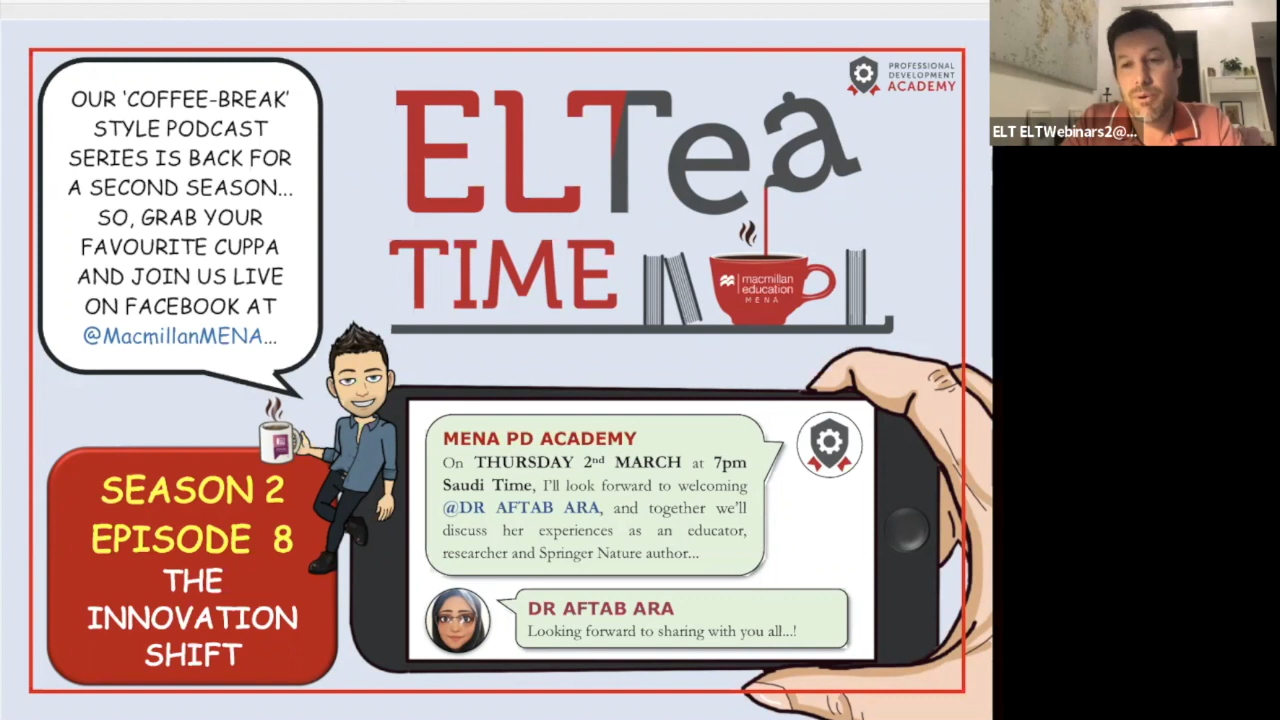 OUR ‘COFFEE-BREAK’
STYLE PODCAST
SERIES IS BACK FOR
A SECOND SEASON...
SO, GRAB YOUR
FAVOURITE CUPPA
AND JOIN US LIVE
ON FACEBOOK AT
@MacmillanMENA...
ELTea
TIME
macmillan
education
MENA
PROFESSIONAL
DEVELOPMENT
ACADEMY
ELT ELTWebinars2@...
SEASON 2
EPISODE 8
THE
INNOVATION
SHIFT
MENA PD ACADEMY
On THURSDAY 2nd MARCH at 7pm
Saudi Time, I’ll look forward to welcoming
@DR AFTAB ARA, and together we’ll
discuss her experiences as an educator,
researcher and Springer Nature author...
DR AFTAB ARA
Looking forward to sharing with you all...!